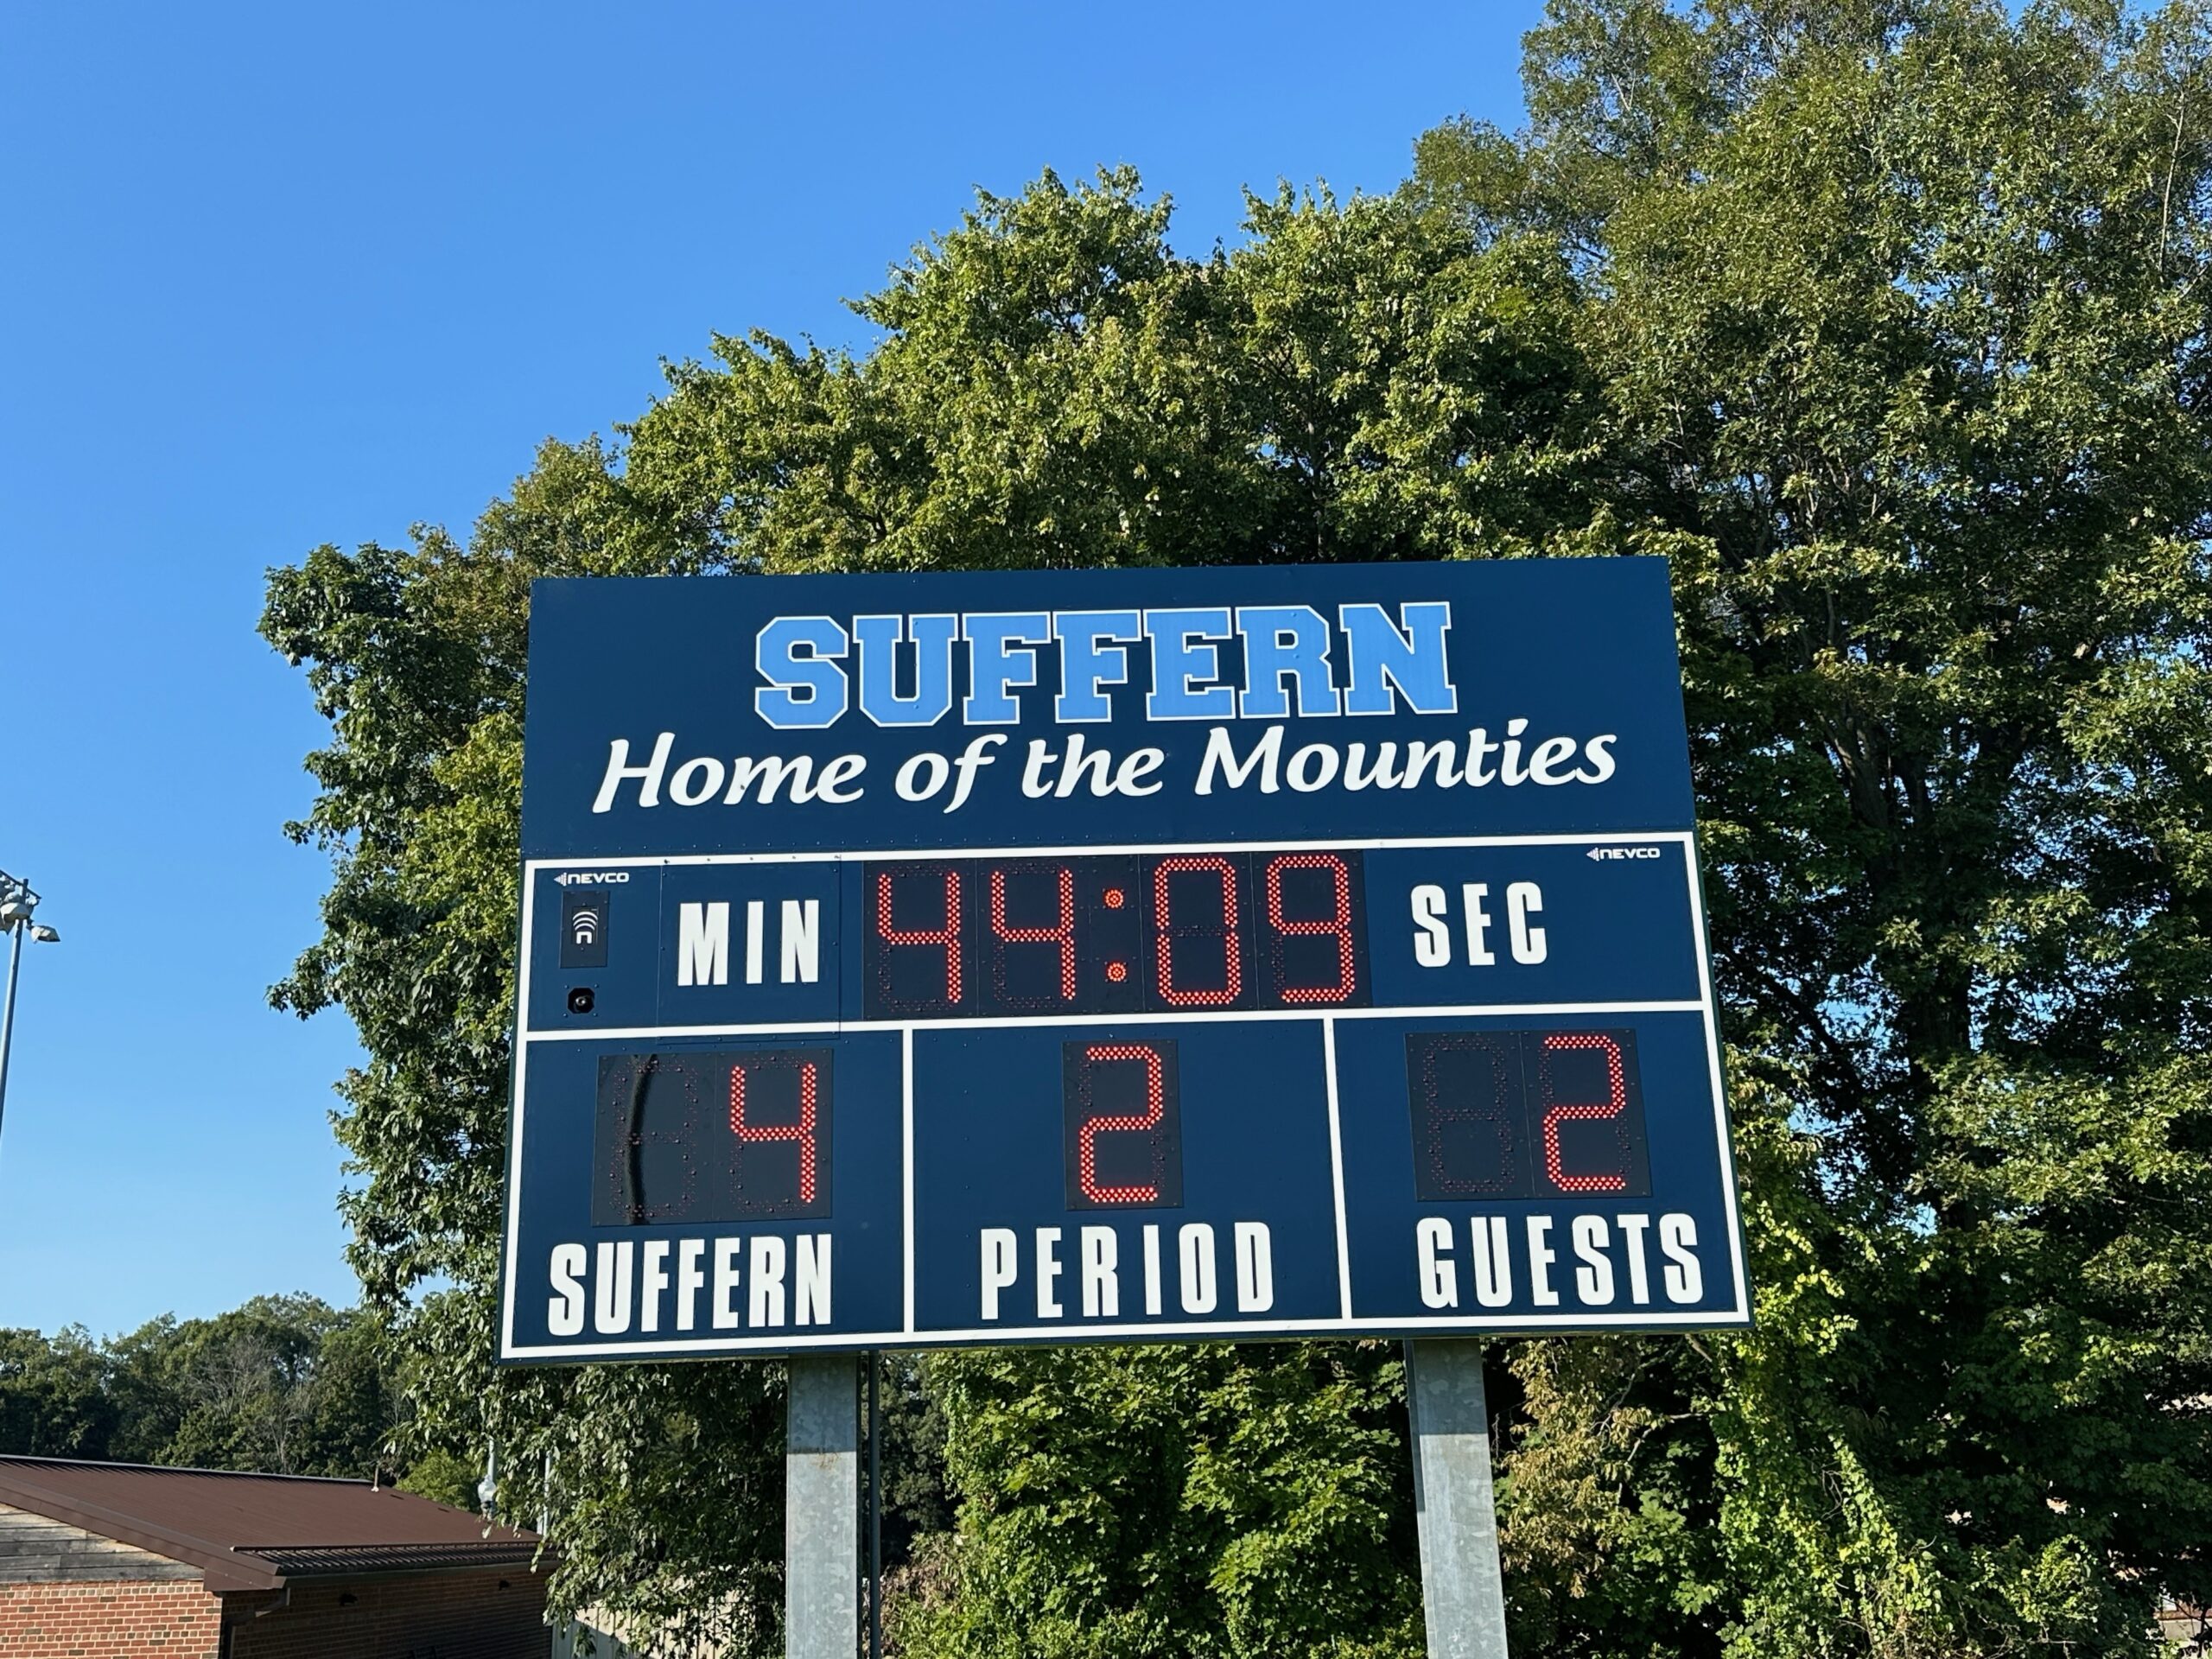 SUFFERN
Home of the Mounties
NEVCO
NEVCO
MIN 44:09 SEC
4 2 2
SUFFERN PERIOD GUESTS